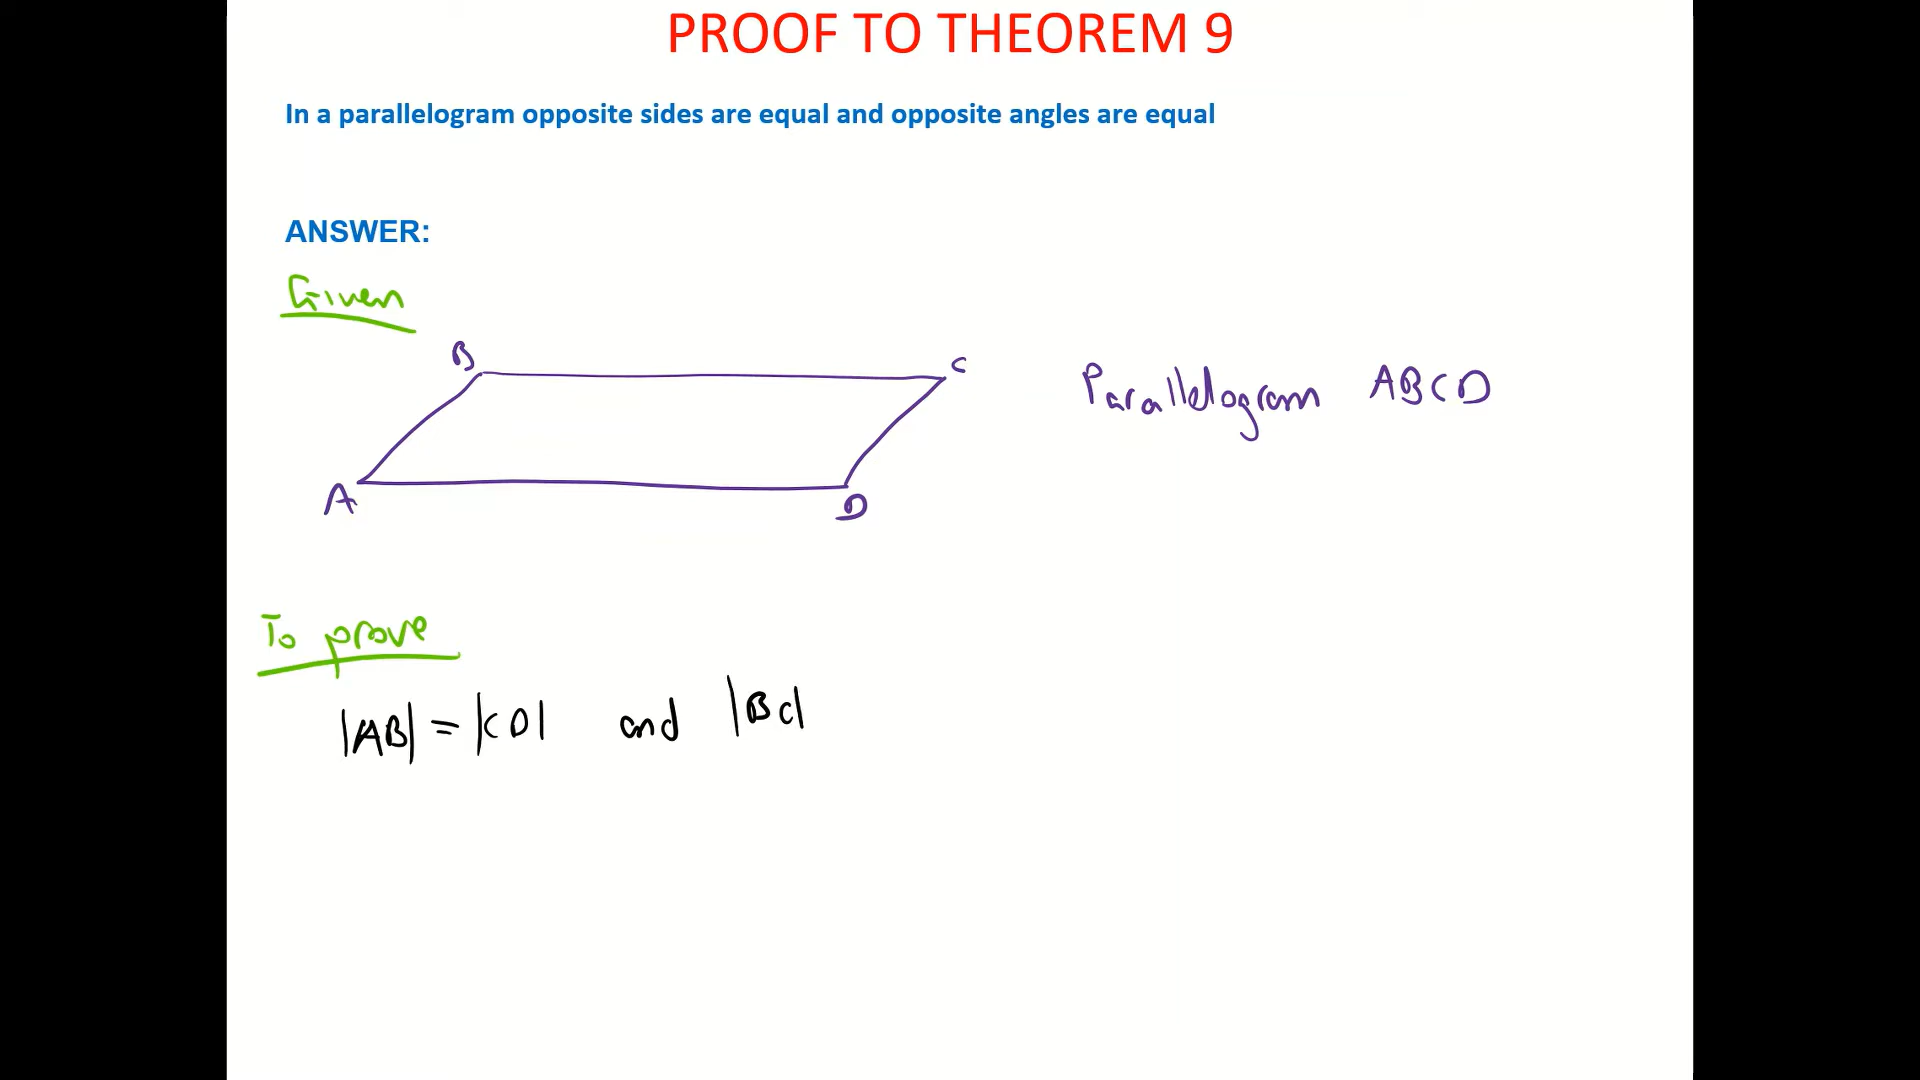 PROOF TO THEOREM 9
In a parallelogram opposite sides are equal and opposite angles are equal
ANSWER:
Given
B
C
Parallelogram ABCD
A
D
To prove
|AB| = |CD| and |BC|